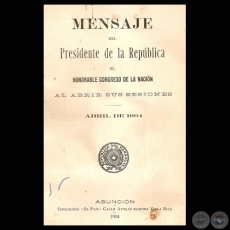 MENSAJE
DEL
Presidente de la República
AL
HONORABLE CONGRESO DE LA NACIÓN
AL ABRIR SUS SESIONES
ABRIL DE 1904
ASUNCIÓN
1904